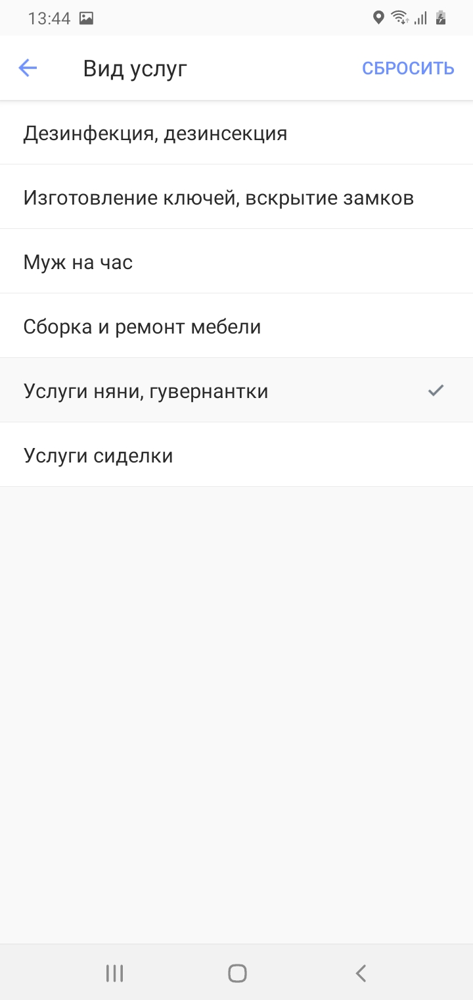 13:44
Вид услуг
СБРОСИТЬ
Дезинфекция, дезинсекция
Изготовление ключей, вскрытие замков
Муж на час
Сборка и ремонт мебели
Услуги няни, гувернантки
Услуги сиделки